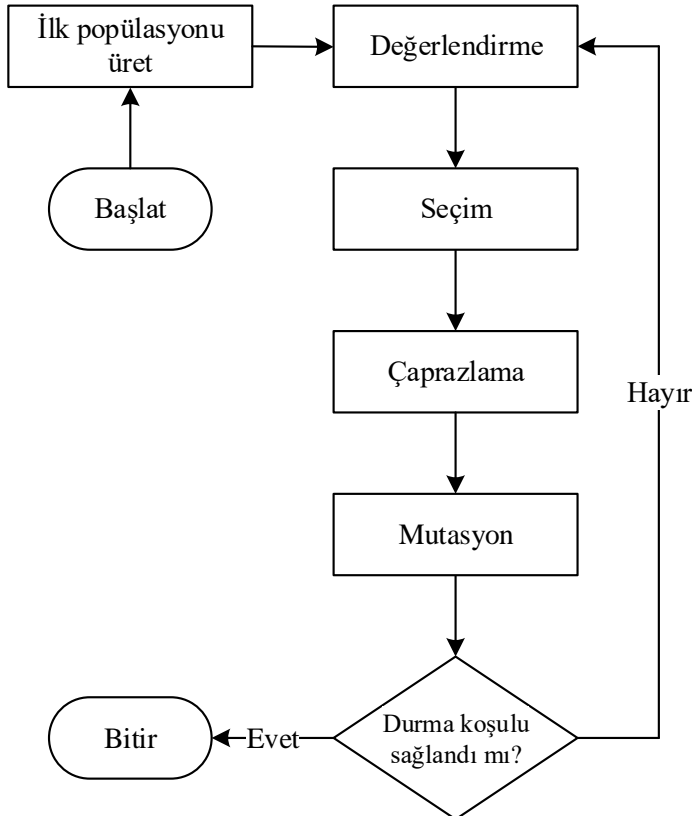 İlk popülasyonu
üret
Değerlendirme
Başlat
Seçim
Çaprazlama
Hayır
Mutasyon
Durma koşulu
sağlandı mı?
Evet
Bitir